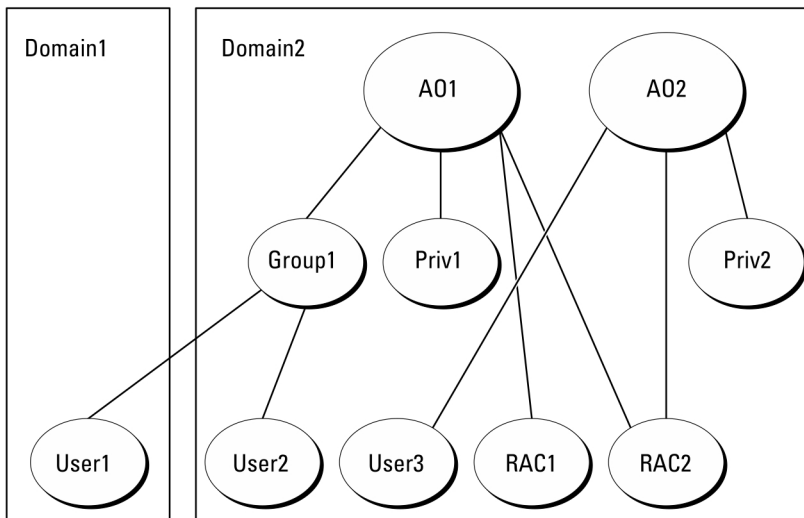 Domain1
Domain2
AO1
AO2
Group1
Priv1
Priv2
User1
User2
User3
RAC1
RAC2